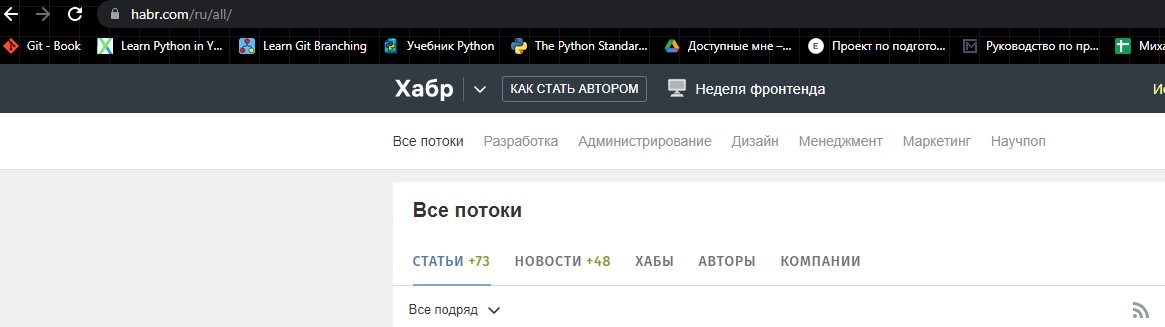 habr.com/ru/all/
Git - Book Learn Python in Y... Learn Git Branching Учебник Python The Python Standar... Доступные мне –... Проект по подгото... Руководство по пр... Миха
Хабр КАК СТАТЬ АВТОРОМ Неделя фронтенда Ис
Все потоки Разработка Администрирование Дизайн Менеджмент Маркетинг Научпоп
Все потоки
СТАТЬИ +73 НОВОСТИ +48 ХАБЫ АВТОРЫ КОМПАНИИ
Все подряд